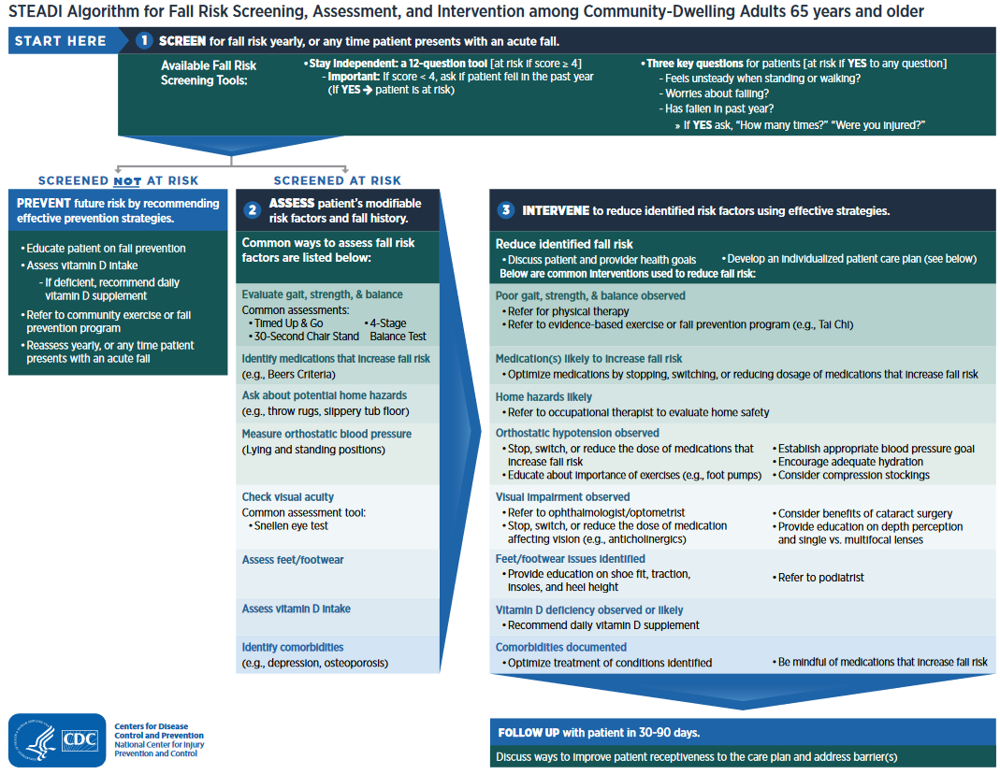 STEADI Algorithm for Fall Risk Screening, Assessment, and Intervention among Community-Dwelling Adults 65 years and older
START HERE
1 SCREEN for fall risk yearly, or any time patient presents with an acute fall.
Available Fall Risk
Screening Tools:
• Stay Independent: a 12-question tool [at risk if score ≥ 4]
- Important: If score < 4, ask if patient fell in the past year
(If YES → patient is at risk)
• Three key questions for patients [at risk if YES to any question]
- Feels unsteady when standing or walking?
- Worries about falling?
- Has fallen in past year?
» If YES ask, “How many times?” “Were you injured?”
SCREENED NOT AT RISK
PREVENT future risk by recommending
effective prevention strategies.
• Educate patient on fall prevention
• Assess vitamin D intake
- If deficient, recommend daily
vitamin D supplement
• Refer to community exercise or fall
prevention program
• Reassess yearly, or any time patient
presents with an acute fall
SCREENED AT RISK
2 ASSESS patient’s modifiable
risk factors and fall history.
Common ways to assess fall risk
factors are listed below:
Evaluate gait, strength, & balance
Common assessments:
• Timed Up & Go
• 30-Second Chair Stand
• 4-Stage
Balance Test
Identify medications that increase fall risk
(e.g., Beers Criteria)
Ask about potential home hazards
(e.g., throw rugs, slippery tub floor)
Measure orthostatic blood pressure
(Lying and standing positions)
Check visual acuity
Common assessment tool:
• Snellen eye test
Assess feet/footwear
Assess vitamin D intake
Identify comorbidities
(e.g., depression, osteoporosis)
3 INTERVENE to reduce identified risk factors using effective strategies.
Reduce identified fall risk
• Discuss patient and provider health goals
• Develop an individualized patient care plan (see below)
Below are common interventions used to reduce fall risk:
Poor gait, strength, & balance observed
• Refer for physical therapy
• Refer to evidence-based exercise or fall prevention program (e.g., Tai Chi)
Medication(s) likely to increase fall risk
• Optimize medications by stopping, switching, or reducing dosage of medications that increase fall risk
Home hazards likely
• Refer to occupational therapist to evaluate home safety
Orthostatic hypotension observed
• Stop, switch, or reduce the dose of medications that
increase fall risk
• Educate about importance of exercises (e.g., foot pumps)
• Establish appropriate blood pressure goal
• Encourage adequate hydration
• Consider compression stockings
Visual impairment observed
• Refer to ophthalmologist/optometrist
• Stop, switch, or reduce the dose of medication
affecting vision (e.g., anticholinergics)
• Consider benefits of cataract surgery
• Provide education on depth perception
and single vs. multifocal lenses
Feet/footwear issues identified
• Provide education on shoe fit, traction,
insoles, and heel height
• Refer to podiatrist
Vitamin D deficiency observed or likely
• Recommend daily vitamin D supplement
Comorbidities documented
• Optimize treatment of conditions identified
• Be mindful of medications that increase fall risk
FOLLOW UP with patient in 30-90 days.
Discuss ways to improve patient receptiveness to the care plan and address barrier(s)
CDC
Centers for Disease
Control and Prevention
National Center for Injury
Prevention and Control